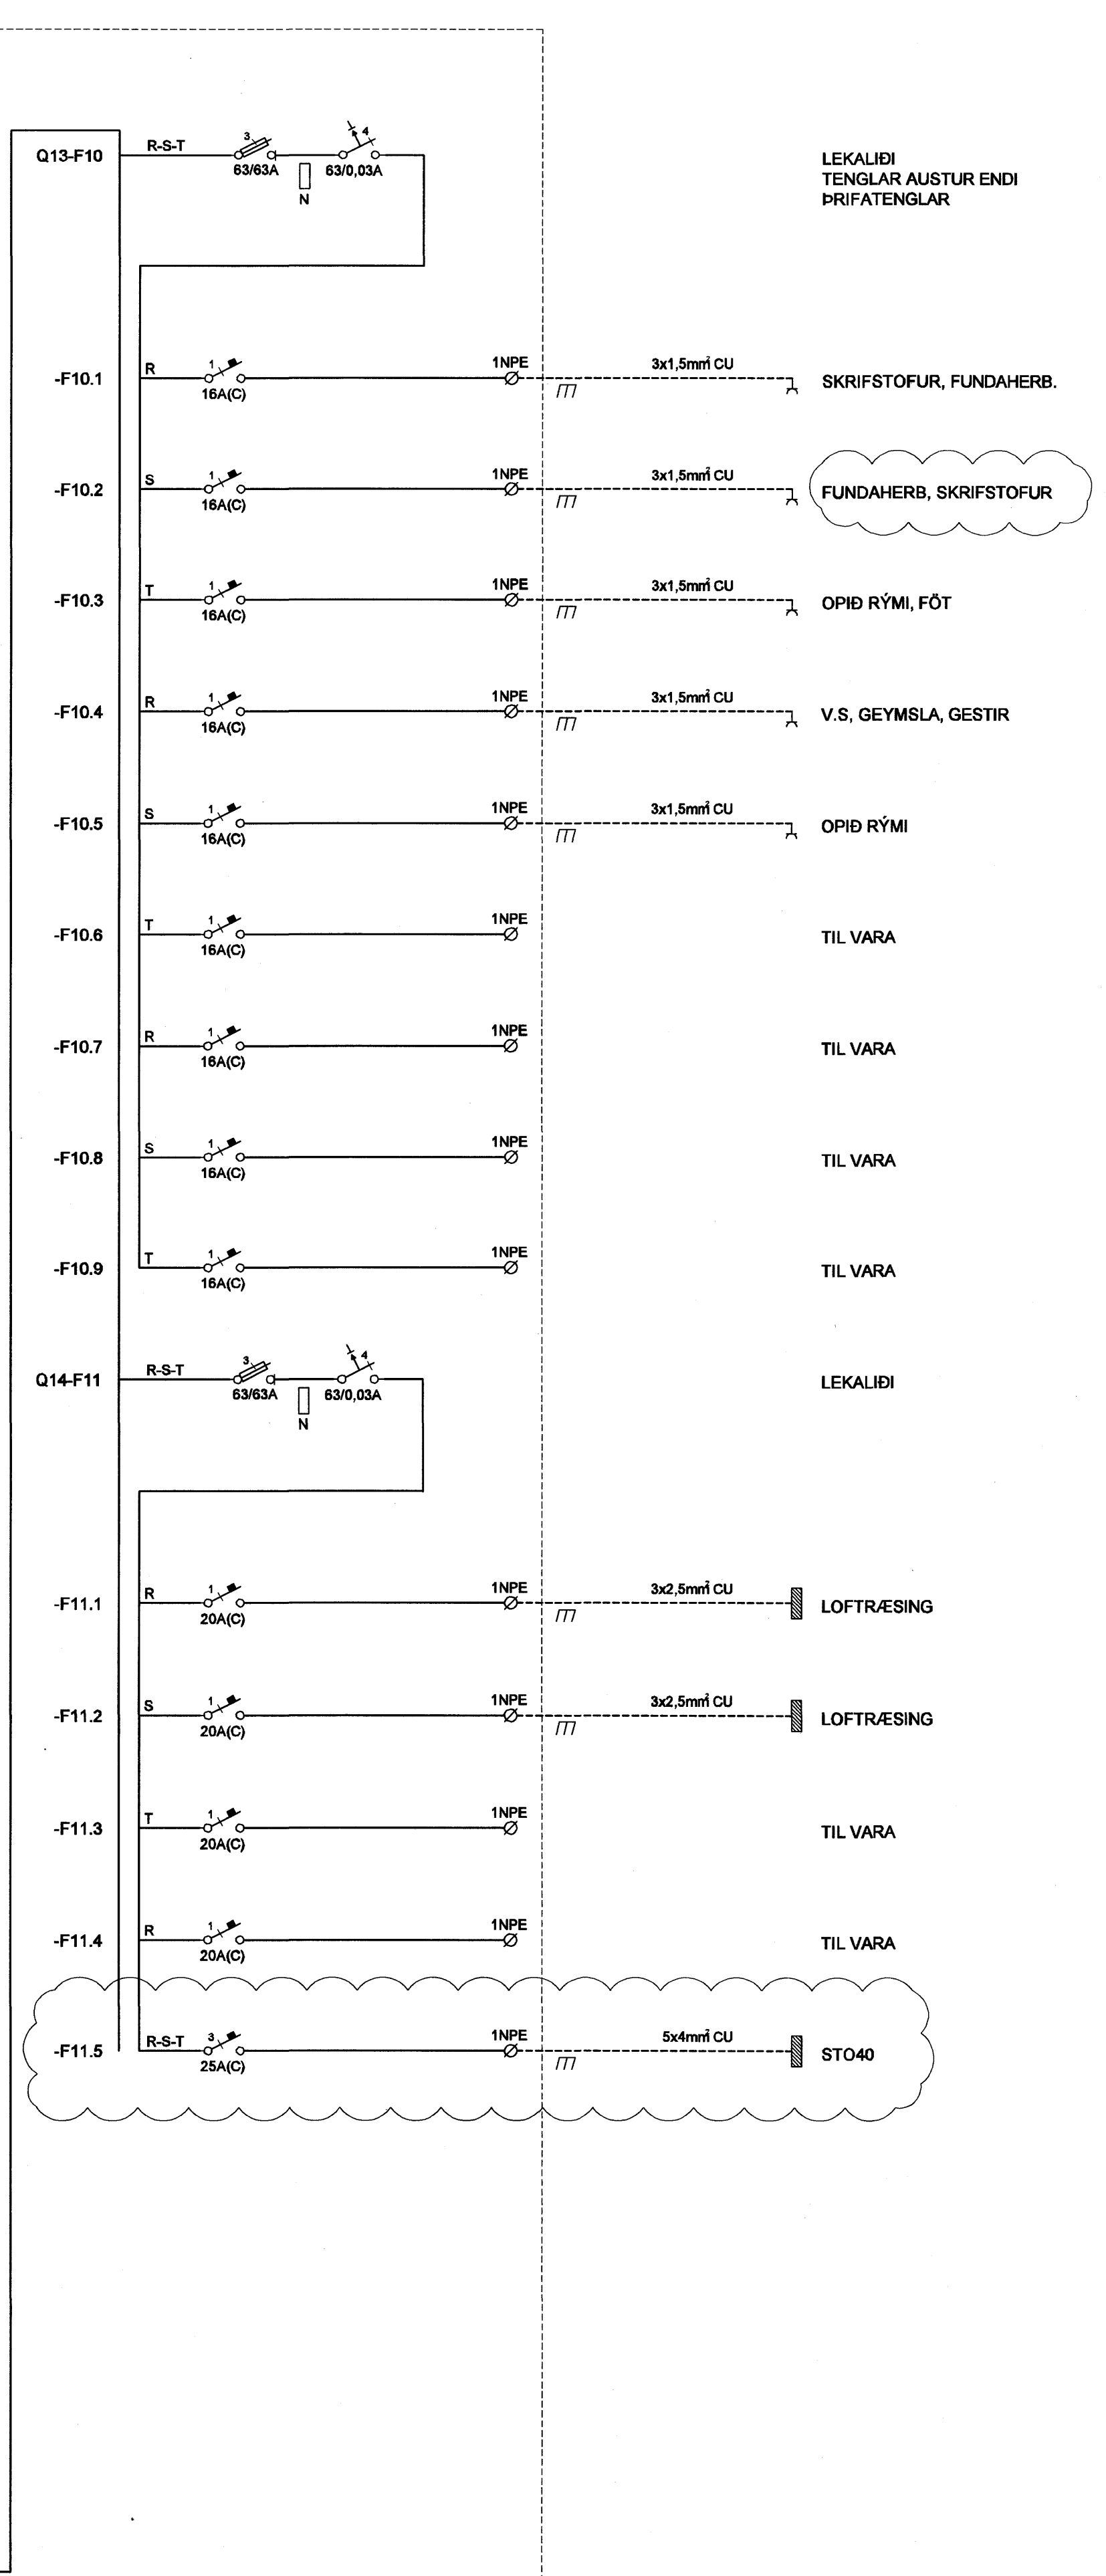 Q13-F10 R-S-T 3 63/63A N 4 63/0,03A LEKALIÐI
TENGLAR AUSTUR ENDI
ÞRIFATENGLAR
-F10.1 R 1 16A(C) 1NPE 3x1,5mm² CU SKRIFSTOFUR, FUNDAHERB.
-F10.2 S 1 16A(C) 1NPE 3x1,5mm² CU FUNDAHERB, SKRIFSTOFUR
-F10.3 T 1 16A(C) 1NPE 3x1,5mm² CU OPIÐ RÝMI, FÖT
-F10.4 R 1 16A(C) 1NPE 3x1,5mm² CU V.S, GEYMSLA, GESTIR
-F10.5 S 1 16A(C) 1NPE 3x1,5mm² CU OPIÐ RÝMI
-F10.6 T 1 16A(C) 1NPE TIL VARA
-F10.7 R 1 16A(C) 1NPE TIL VARA
-F10.8 S 1 16A(C) 1NPE TIL VARA
-F10.9 T 1 16A(C) 1NPE TIL VARA
Q14-F11 R-S-T 3 63/63A N 4 63/0,03A LEKALIÐI
-F11.1 R 1 20A(C) 1NPE 3x2,5mm² CU LOFTRÆSING
-F11.2 S 1 20A(C) 1NPE 3x2,5mm² CU LOFTRÆSING
-F11.3 T 1 20A(C) 1NPE TIL VARA
-F11.4 R 1 20A(C) 1NPE TIL VARA
-F11.5 R-S-T 3 25A(C) 1NPE 5x4mm² CU STO40